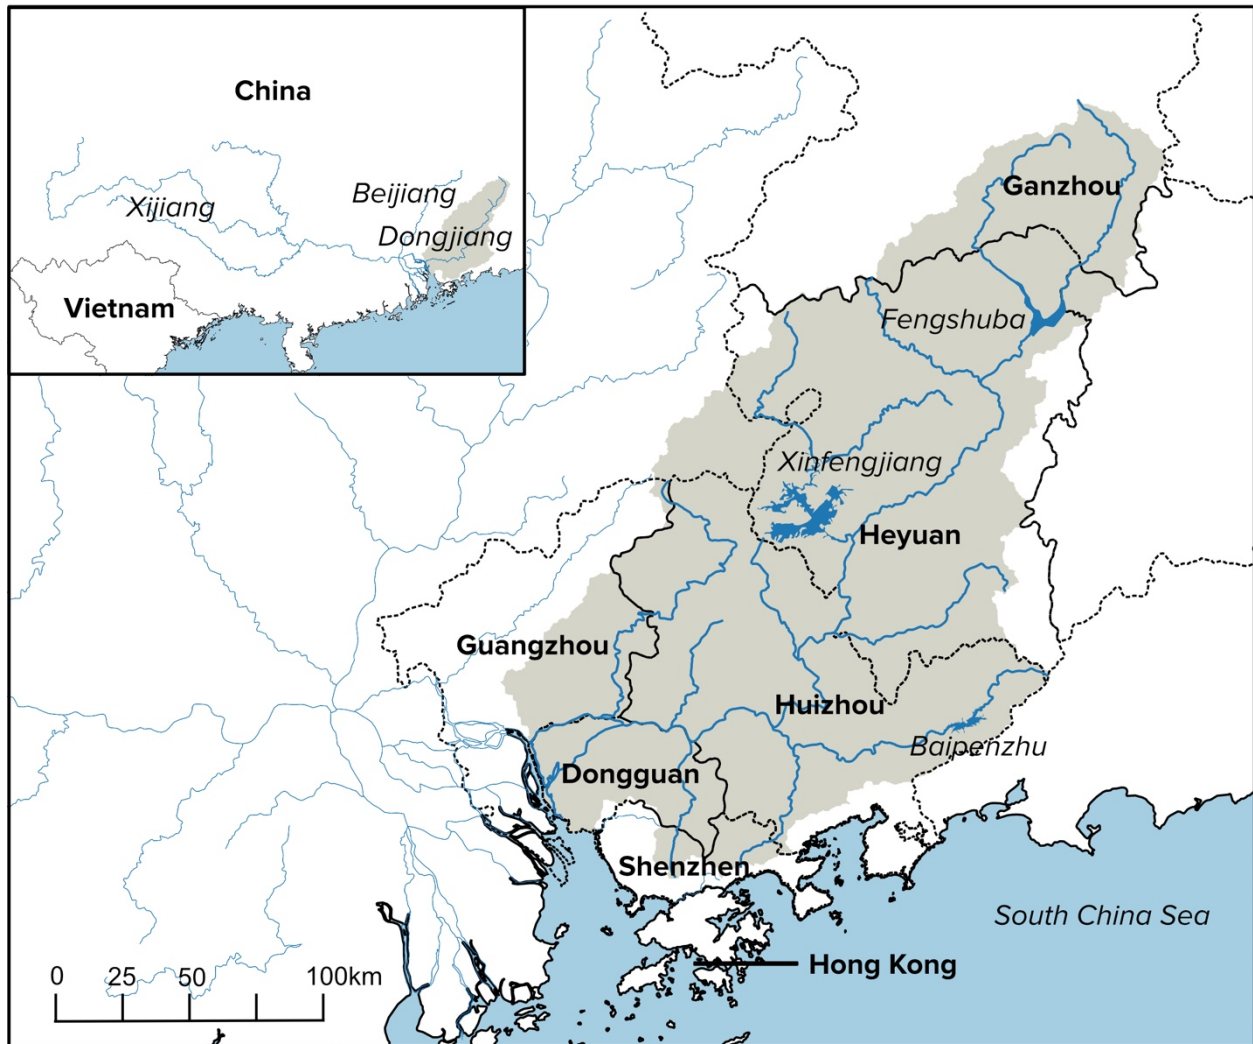 China
Beijiang
Xijiang
Dongjiang
Vietnam
Ganzhou
Fengshuba
Xinfengjiang
Heyuan
Guangzhou
Huizhou
Baipenzhu
Dongguan
Shenzhen
South China Sea
Hong Kong
0 25 50 100km